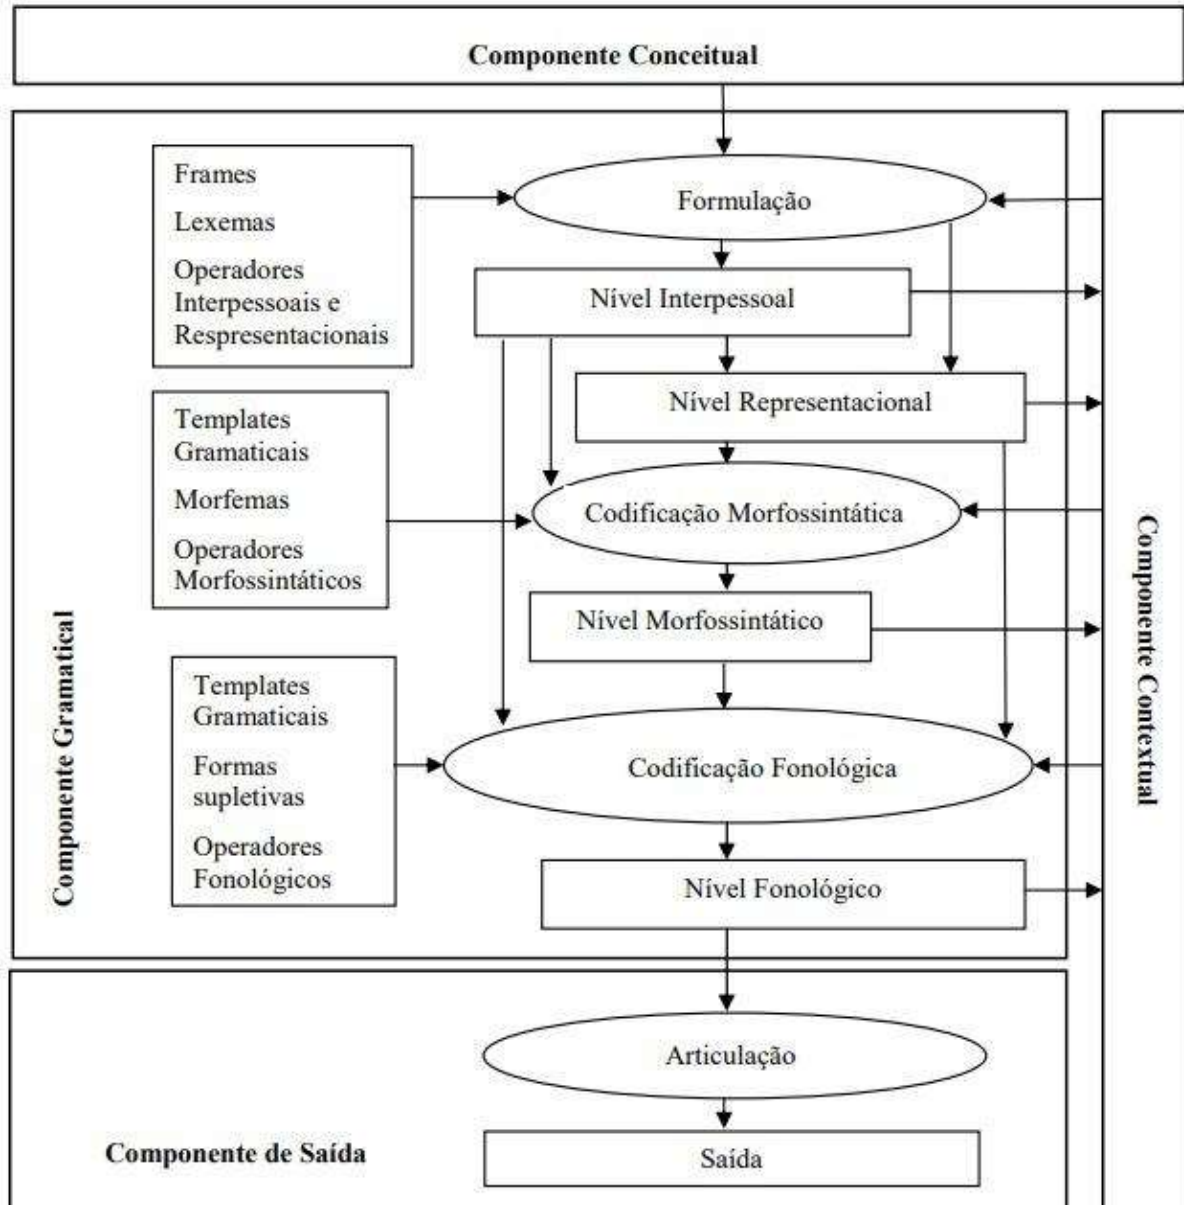 Componente Conceitual
Frames
Lexemas
Operadores
Interpessoais e
Respresentacionais
Formulação
Nível Interpessoal
Nível Representacional
Templates
Gramaticais
Morfemas
Operadores
Morfossintáticos
Codificação Morfossintática
Nível Morfossintático
Templates
Gramaticais
Formas
supletivas
Operadores
Fonológicos
Codificação Fonológica
Nível Fonológico
Componente Gramatical
Componente Contextual
Articulação
Componente de Saída
Saída